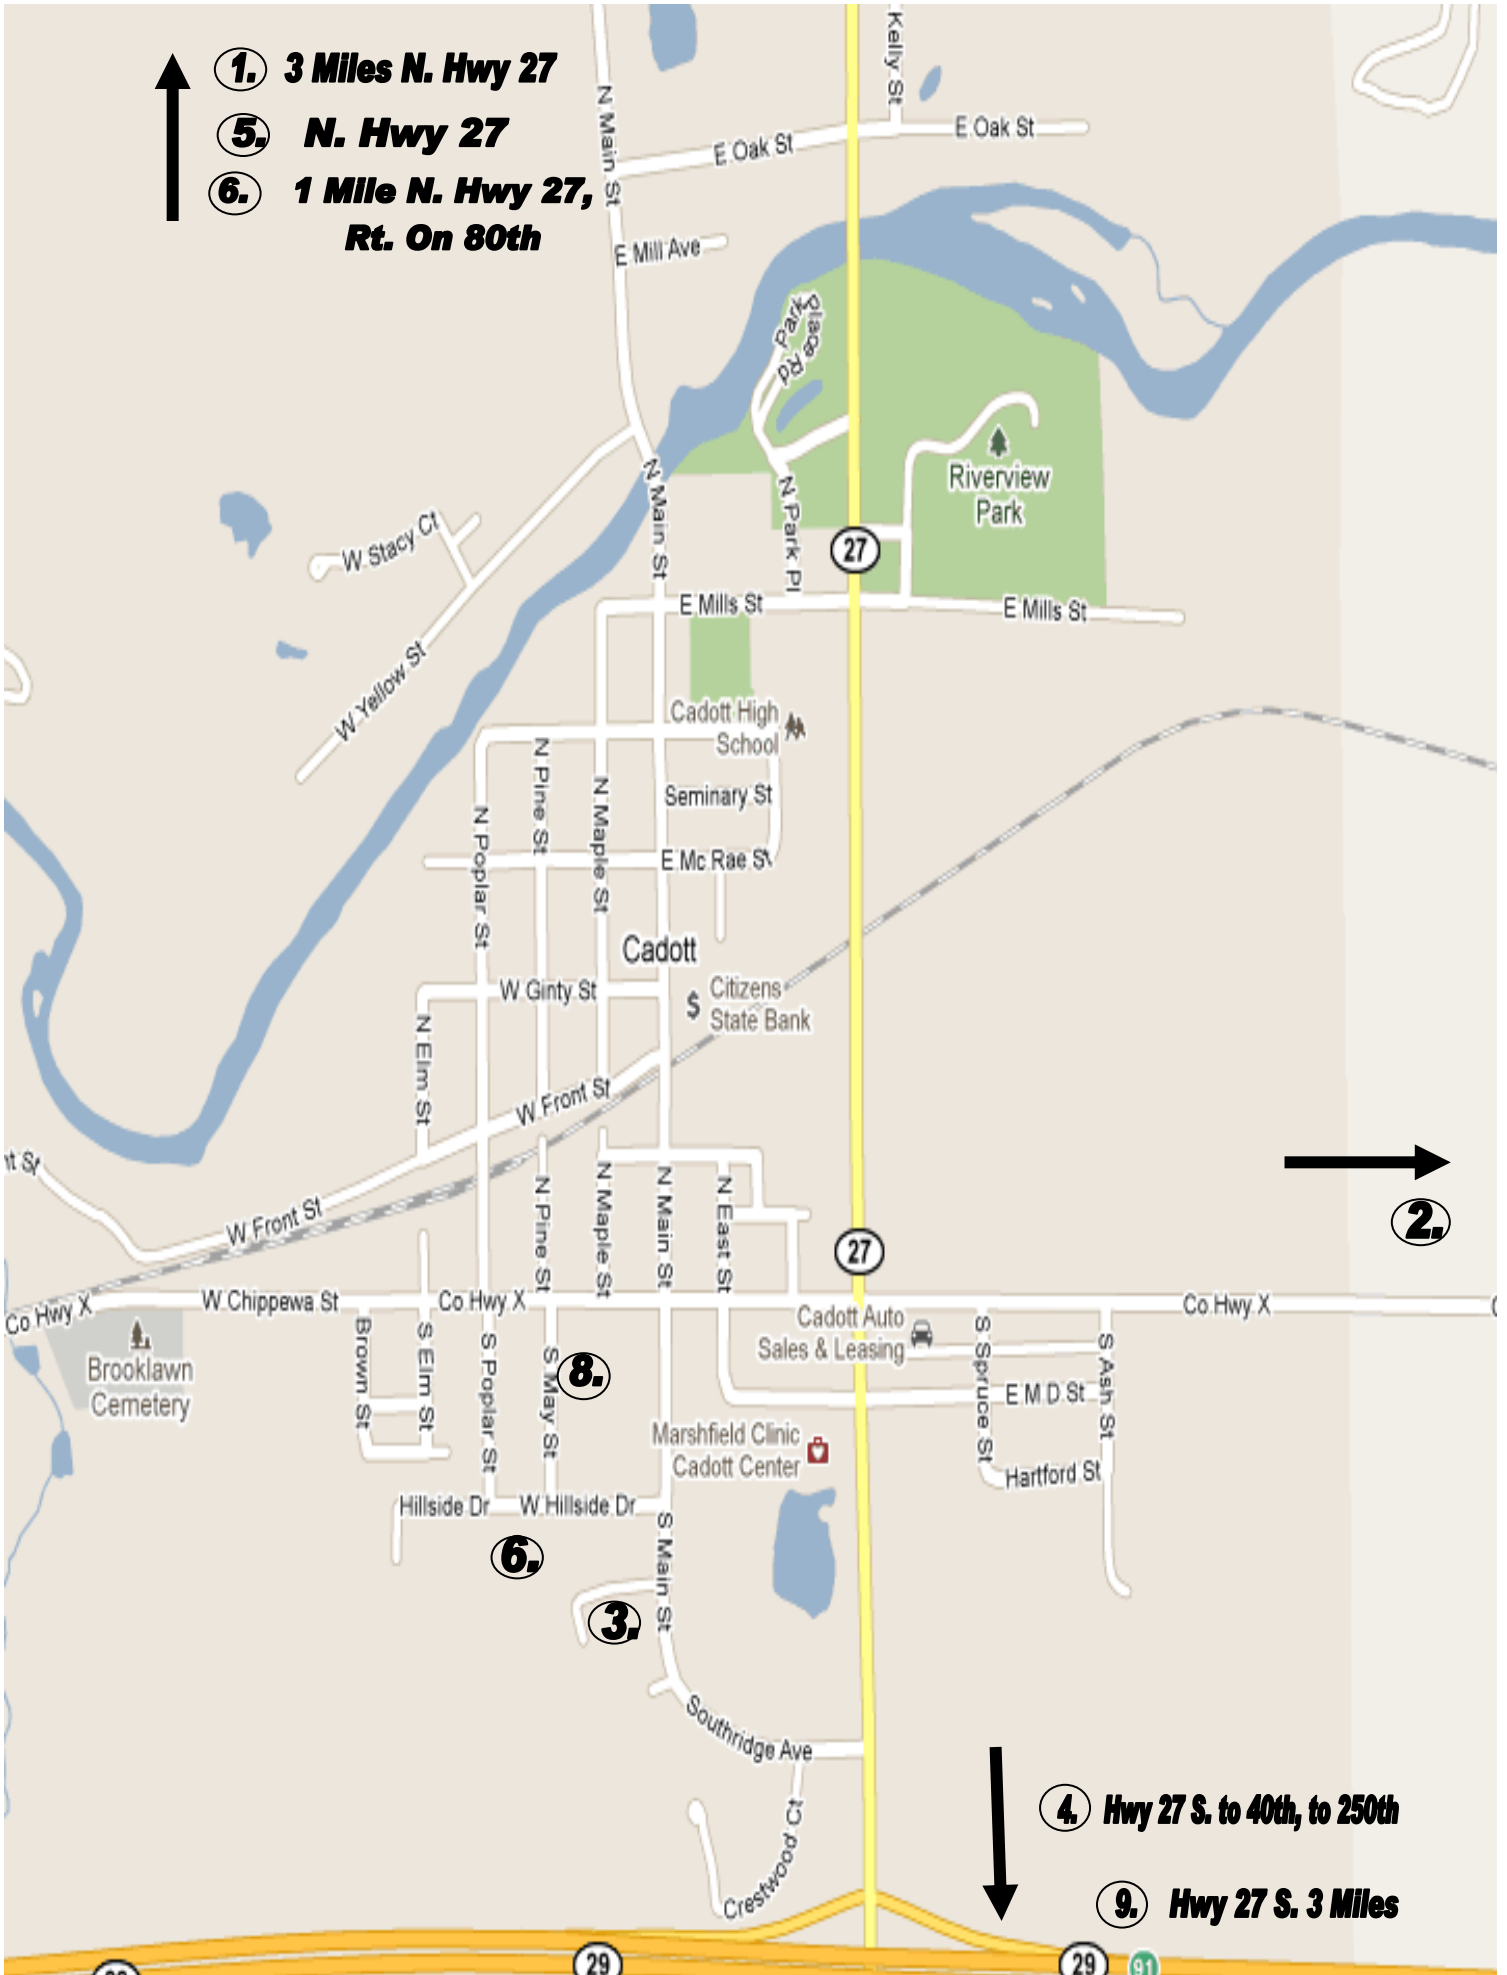 1. 3 Miles N. Hwy 27
5. N. Hwy 27
6. 1 Mile N. Hwy 27,
Rt. On 80th
Kelly St
N Main St
E Oak St
E Oak St
E Mill Ave
Park
Place
Rd
Riverview
Park
N Main St
N Park Pl
W Stacy Ct
27
E Mills St
E Mills St
W Yellow St
Cadott High
School
N Pine St
N Maple St
Seminary St
N Poplar St
E Mc Rae St
Cadott
W Ginty St
$ Citizens
State Bank
N Elm St
W Front St
nt St
W Front St
N Pine St
N Maple St
N Main St
N East St
2.
27
Co Hwy X
W Chippewa St
Co Hwy X
Co Hwy X
Cadott Auto
Sales & Leasing
Brooklawn
Cemetery
Brown St
S Elm St
S Poplar St
S May St
8.
S Spruce St
S Ash St
E M D St
Marshfield Clinic
Cadott Center
Hartford St
Hillside Dr
W Hillside Dr
S Main St
6.
3.
Southridge Ave
Crestwood Ct
4. Hwy 27 S. to 40th, to 250th
9. Hwy 27 S. 3 Miles
29
29
91